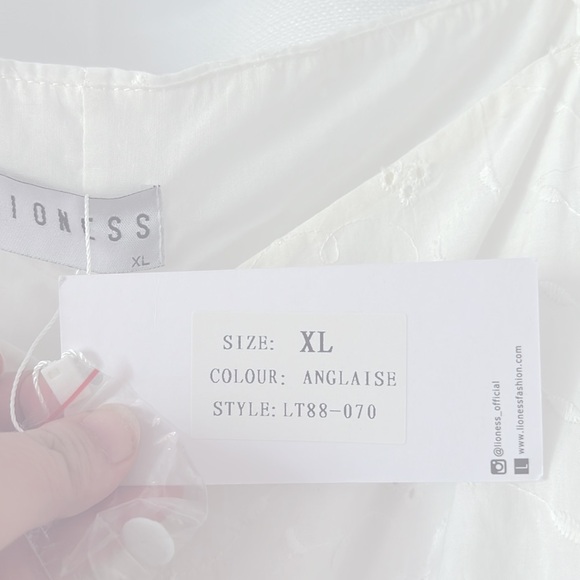 IONESS
XL
SIZE: XL
COLOUR: ANGLAISE
STYLE: LT88-070
@lioness_official
www.lionessfashion.com
L